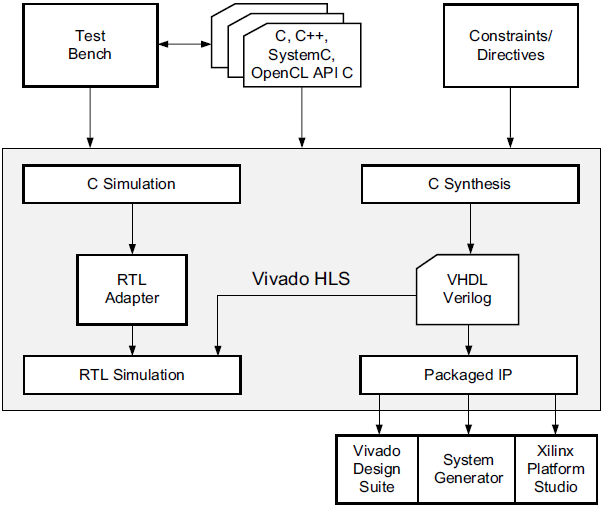 Test
Bench
C, C++,
SystemC,
OpenCL API C
Constraints/
Directives
C Simulation
C Synthesis
RTL
Adapter
Vivado HLS
VHDL
Verilog
RTL Simulation
Packaged IP
Vivado
Design
Suite
System
Generator
Xilinx
Platform
Studio